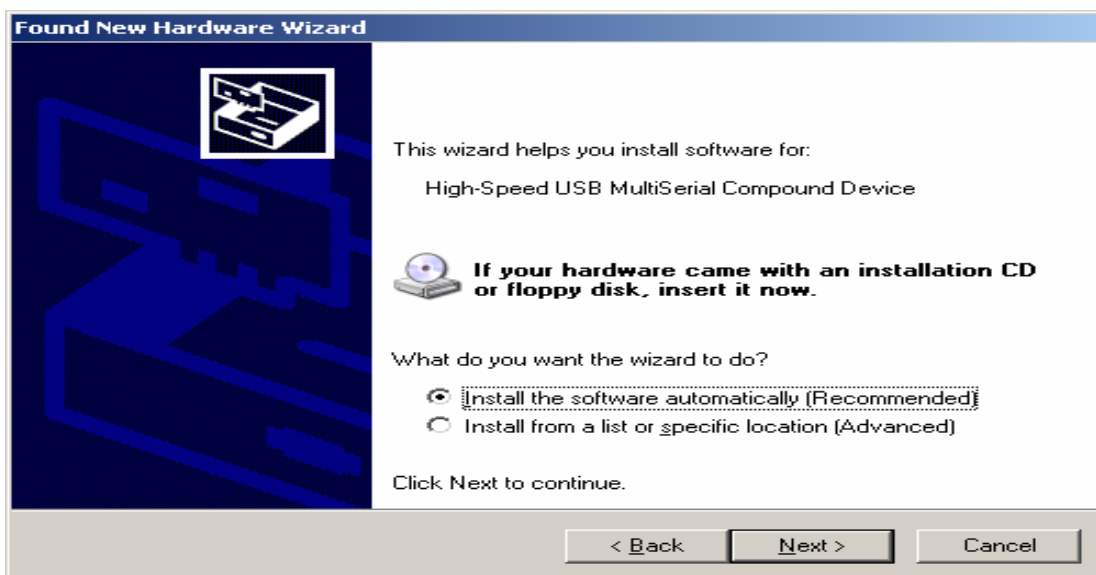 Found New Hardware Wizard
This wizard helps you install software for:
High-Speed USB MultiSerial Compound Device
If your hardware came with an installation CD
or floppy disk, insert it now.
What do you want the wizard to do?
Install the software automatically (Recommended)
Install from a list or specific location (Advanced)
Click Next to continue.
< Back
Next >
Cancel